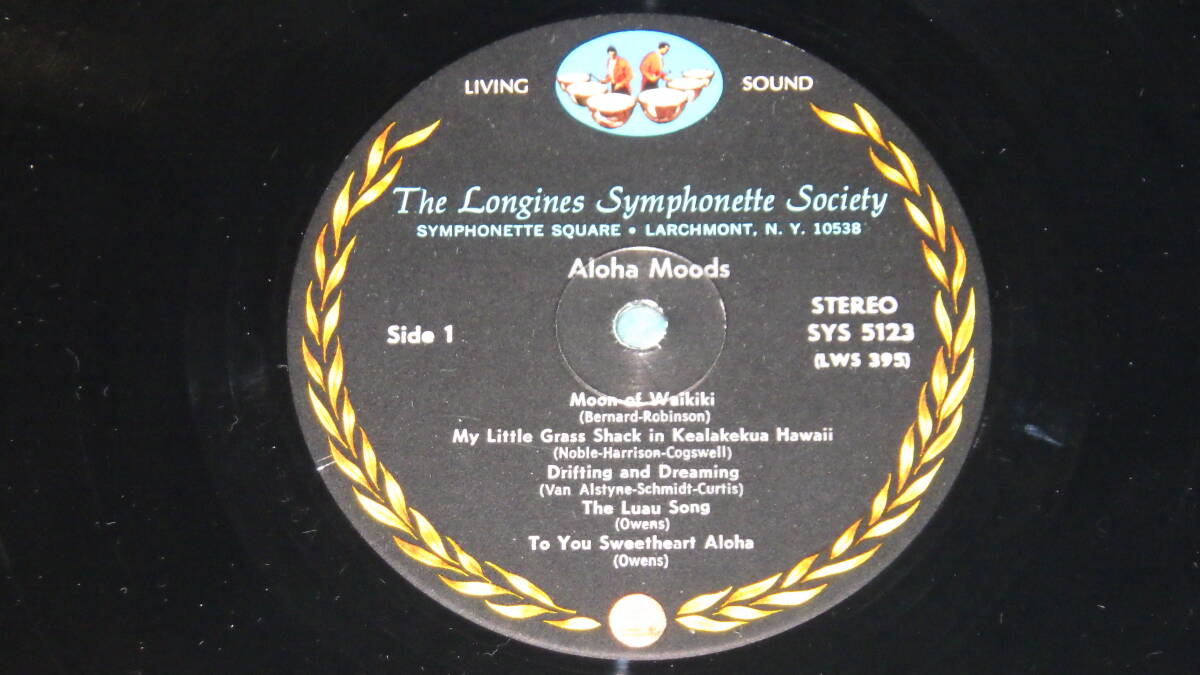 LIVING SOUND
The Longines Symphonette Society
SYMPHONETTE SQUARE • LARCHMONT, N. Y. 10538
Aloha Moods
Side 1
STEREO
SYS 5123
(LWS 395)
Moon of Waikiki
(Bernard-Robinson)
My Little Grass Shack in Kealakekua Hawaii
(Noble-Harrison-Cogswell)
Drifting and Dreaming
(Van Alstyne-Schmidt-Curtis)
The Luau Song
(Owens)
To You Sweetheart Aloha
(Owens)